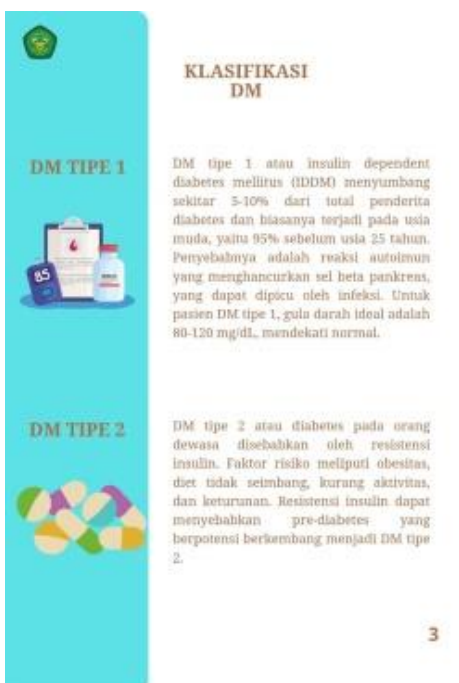 KLASIFIKASI
DM
DM TIPE 1
DM tipe 1 atau insulin dependent
diabetes mellitus (IDDM) menyumbang
sekitar 5-10% dari total penderita
diabetes dan biasanya terjadi pada usia
muda, yaitu 95% sebelum usia 25 tahun.
Penyebabnya adalah reaksi autoimun
yang menghancurkan sel beta pankreas,
yang dapat dipicu oleh infeksi. Untuk
pasien DM tipe 1, gula darah ideal adalah
80-120 mg/dL, mendekati normal.
85
DM TIPE 2
DM tipe 2 atau diabetes pada orang
dewasa disebabkan oleh resistensi
insulin. Faktor risiko meliputi obesitas,
diet tidak seimbang, kurang aktivitas,
dan keturunan. Resistensi insulin dapat
menyebabkan pre-diabetes yang
berpotensi berkembang menjadi DM tipe
2.
3